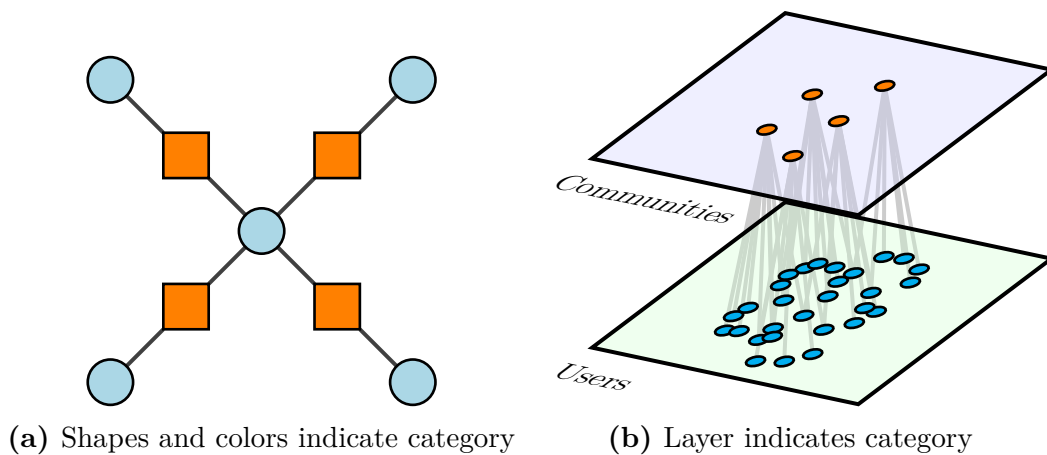 Communities
Users
(a) Shapes and colors indicate category
(b) Layer indicates category